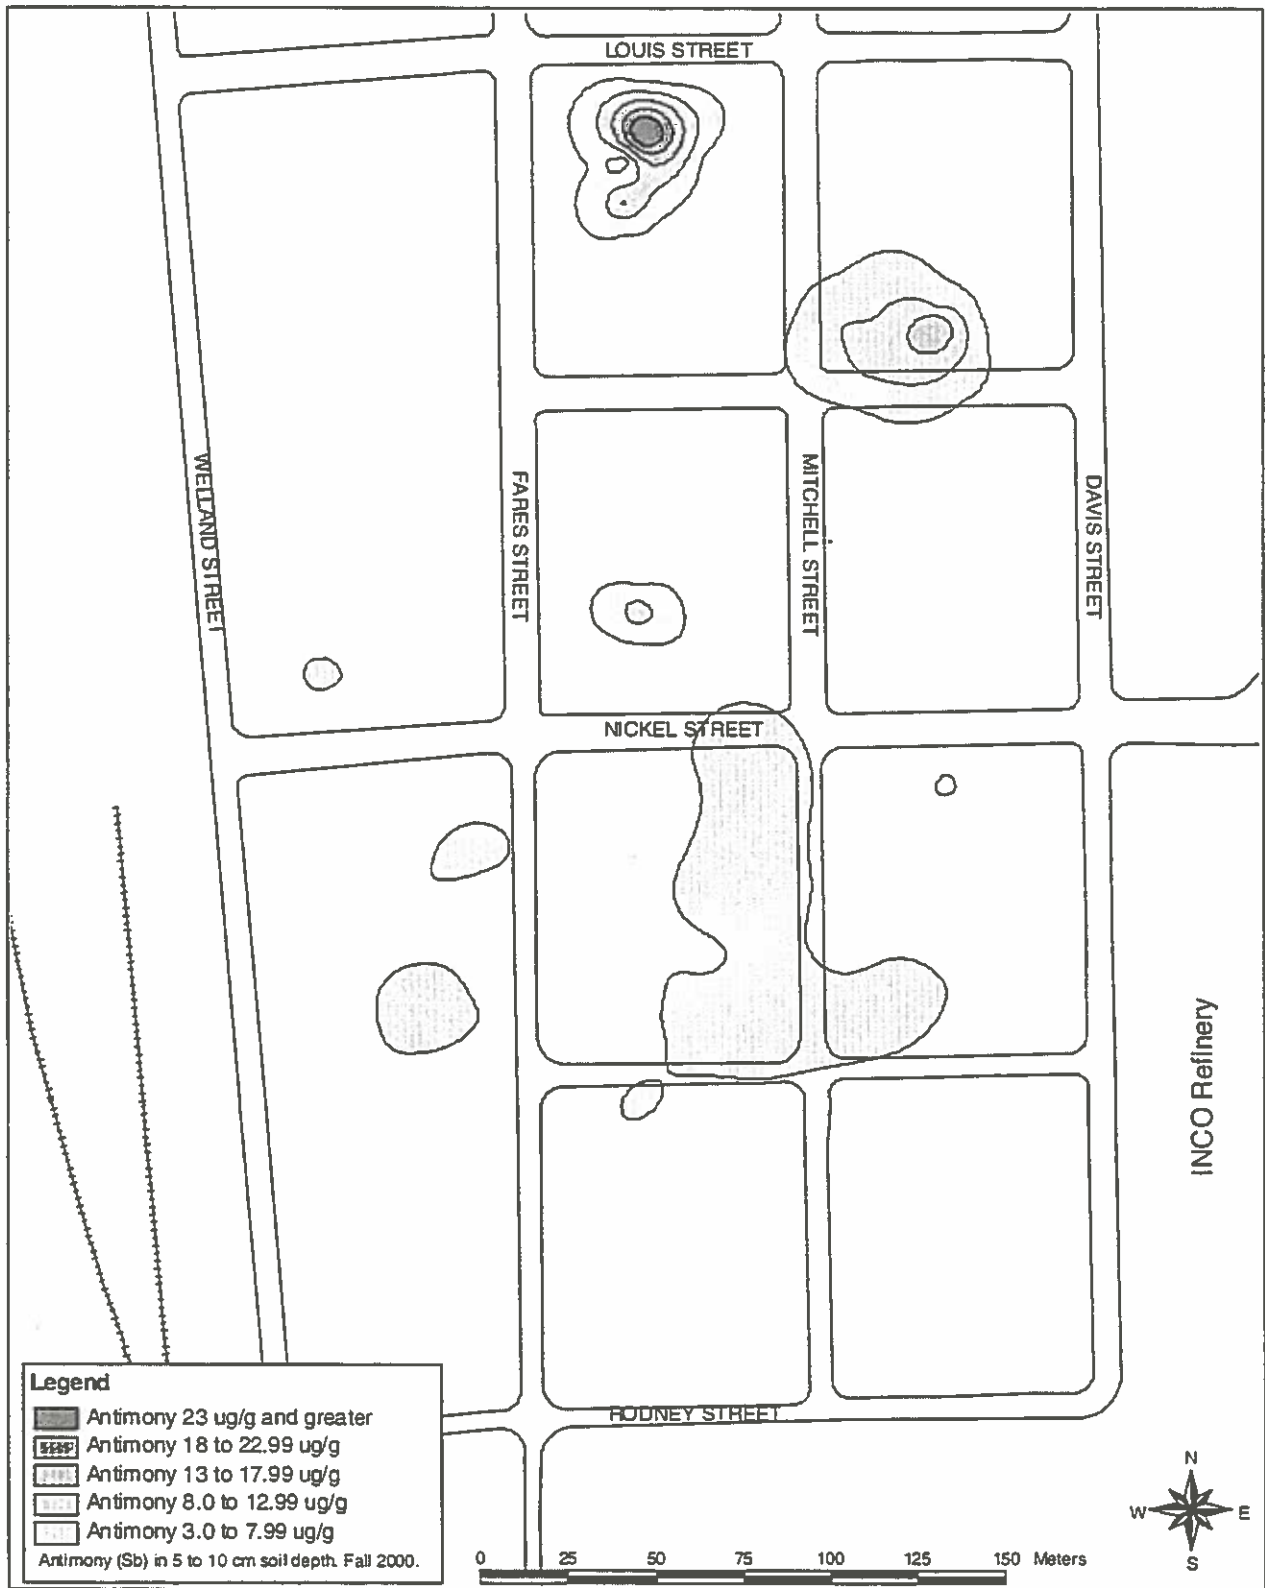 LOUIS STREET
WELLAND STREET
FARES STREET
MITCHELL STREET
DAVIS STREET
NICKEL STREET
INCO Refinery
RODNEY STREET
Legend
Antimony 23 ug/g and greater
Antimony 18 to 22.99 ug/g
Antimony 13 to 17.99 ug/g
Antimony 8.0 to 12.99 ug/g
Antimony 3.0 to 7.99 ug/g
Antimony (Sb) in 5 to 10 cm soil depth. Fall 2000.
0 25 50 75 100 125 150 Meters
N
W E
S